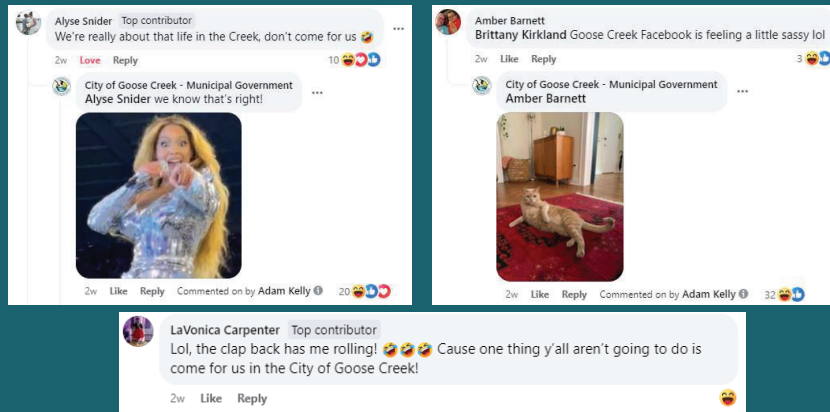 Alyse Snider Top contributor
We're really about that life in the Creek, don't come for us 🤣
2w Love Reply 10
City of Goose Creek - Municipal Government
Alyse Snider we know that's right!
2w Like Reply Commented on by Adam Kelly 20
Amber Barnett
Brittany Kirkland Goose Creek Facebook is feeling a little sassy lol
2w Like Reply 3
City of Goose Creek - Municipal Government
Amber Barnett
2w Like Reply Commented on by Adam Kelly 32
LaVonica Carpenter Top contributor
Lol, the clap back has me rolling! 🤣🤣🤣 Cause one thing y'all aren't going to do is
come for us in the City of Goose Creek!
2w Like Reply